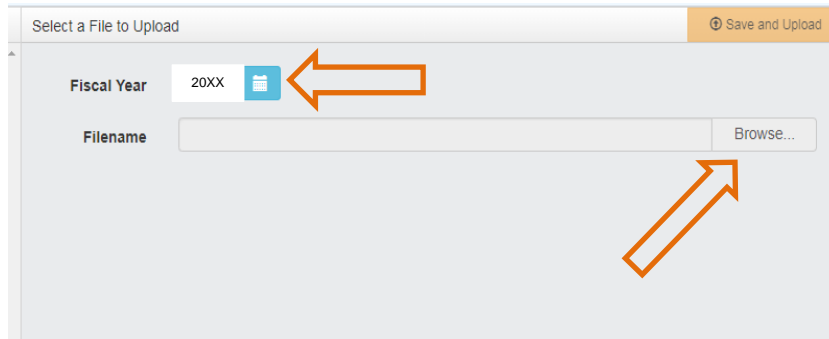 Select a File to Upload
Save and Upload
Fiscal Year 20XX
Filename Browse...